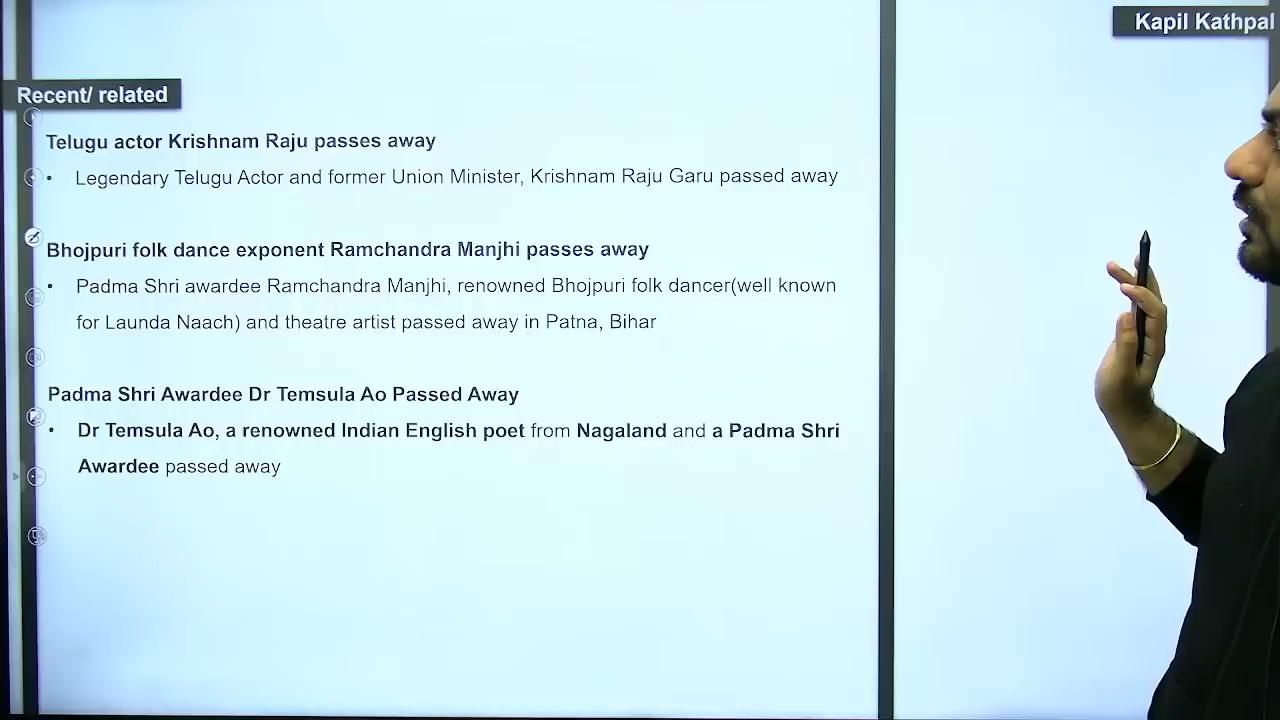 Kapil Kathpal
Recent/ related
Telugu actor Krishnam Raju passes away
• Legendary Telugu Actor and former Union Minister, Krishnam Raju Garu passed away
Bhojpuri folk dance exponent Ramchandra Manjhi passes away
• Padma Shri awardee Ramchandra Manjhi, renowned Bhojpuri folk dancer(well known
for Launda Naach) and theatre artist passed away in Patna, Bihar
Padma Shri Awardee Dr Temsula Ao Passed Away
• Dr Temsula Ao, a renowned Indian English poet from Nagaland and a Padma Shri
Awardee passed away